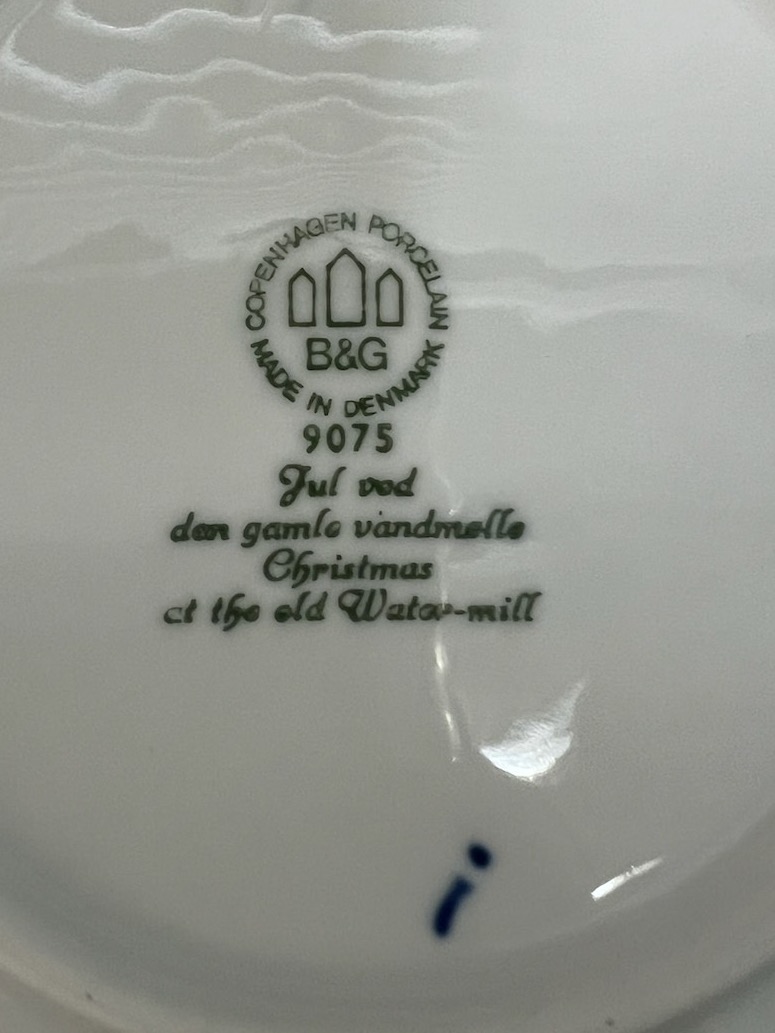 COPENHAGEN PORCELAIN
B&G
MADE IN DENMARK
9075
Jul ved
den gamle vandmølle
Christmas
at the old Water-mill
i